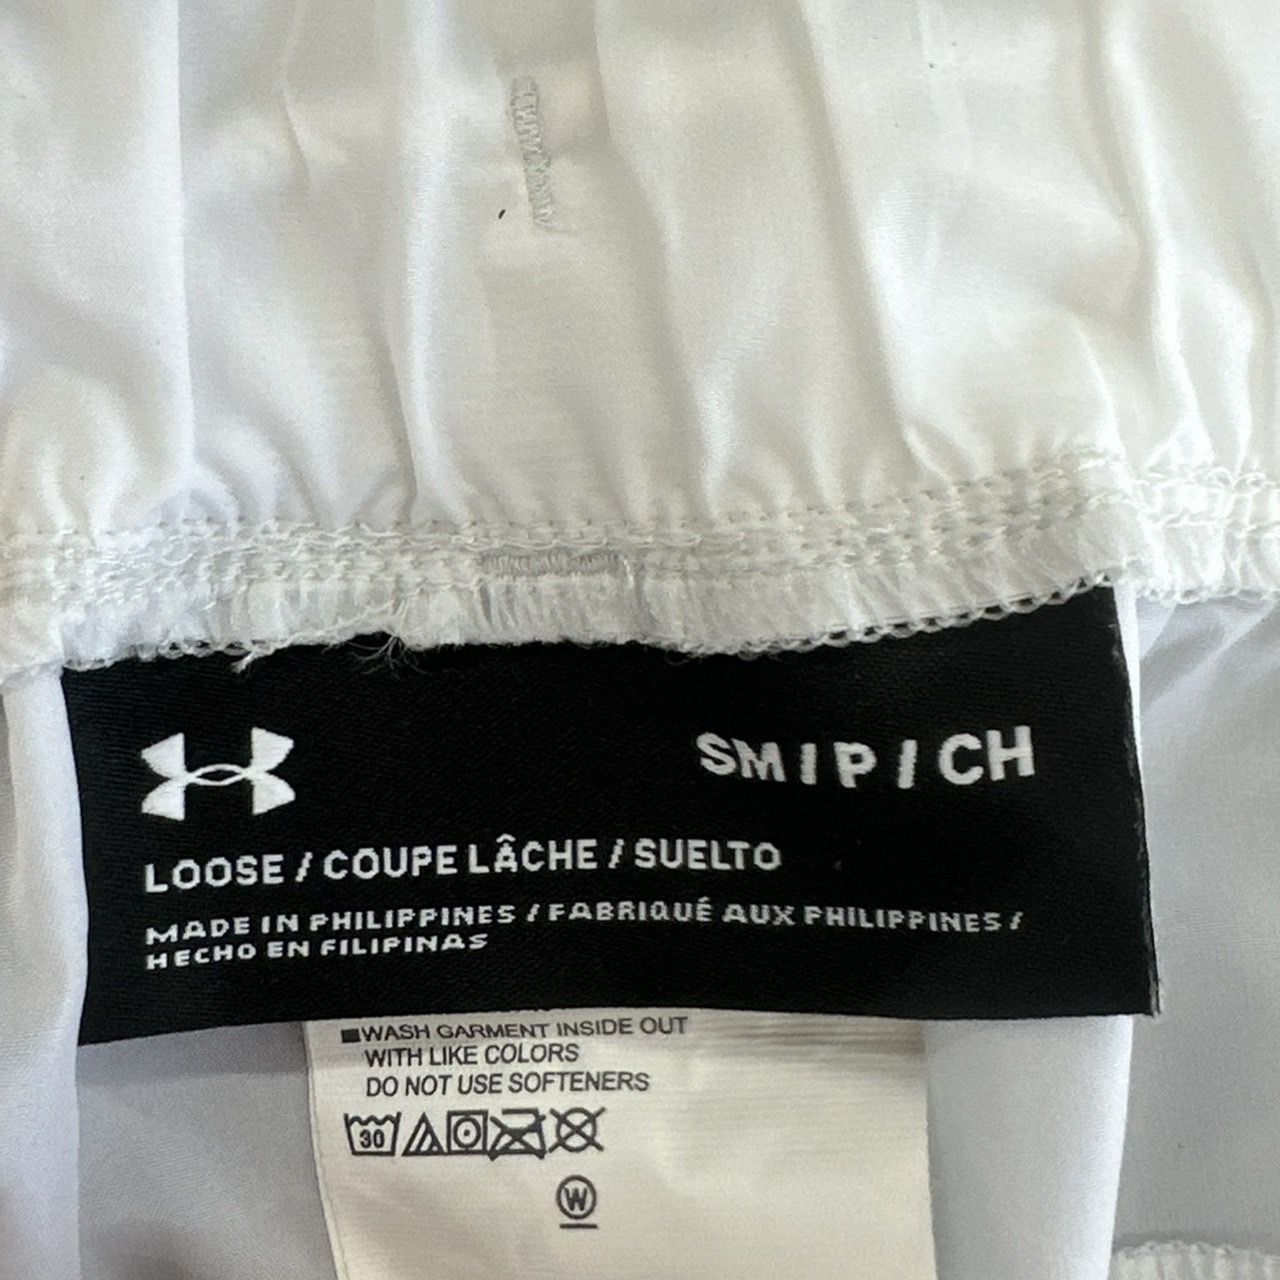 SM / P / CH
LOOSE / COUPE LÂCHE / SUELTO
MADE IN PHILIPPINES / FABRIQUÉ AUX PHILIPPINES /
HECHO EN FILIPINAS
WASH GARMENT INSIDE OUT
WITH LIKE COLORS
DO NOT USE SOFTENERS
30
W